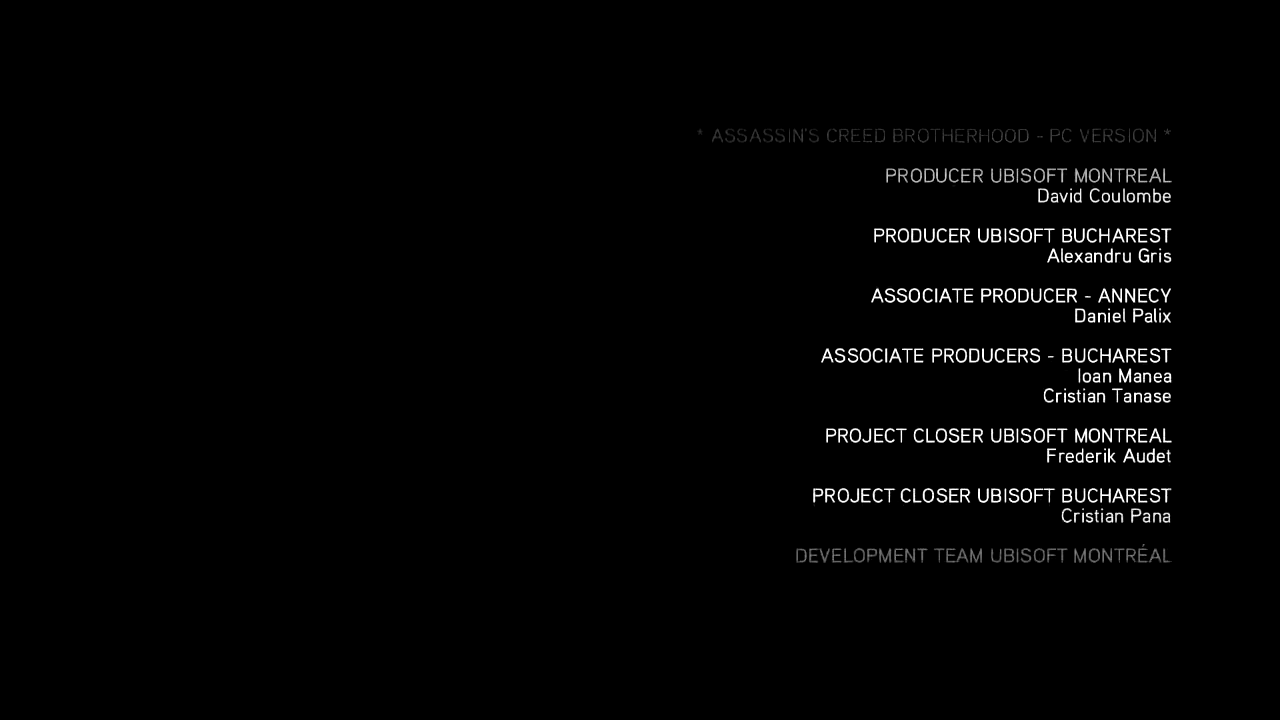 * ASSASSIN'S CREED BROTHERHOOD - PC VERSION *
PRODUCER UBISOFT MONTREAL
David Coulombe
PRODUCER UBISOFT BUCHAREST
Alexandru Gris
ASSOCIATE PRODUCER - ANNECY
Daniel Palix
ASSOCIATE PRODUCERS - BUCHAREST
Ioan Manea
Cristian Tanase
PROJECT CLOSER UBISOFT MONTREAL
Frederik Audet
PROJECT CLOSER UBISOFT BUCHAREST
Cristian Pana
DEVELOPMENT TEAM UBISOFT MONTRÉAL